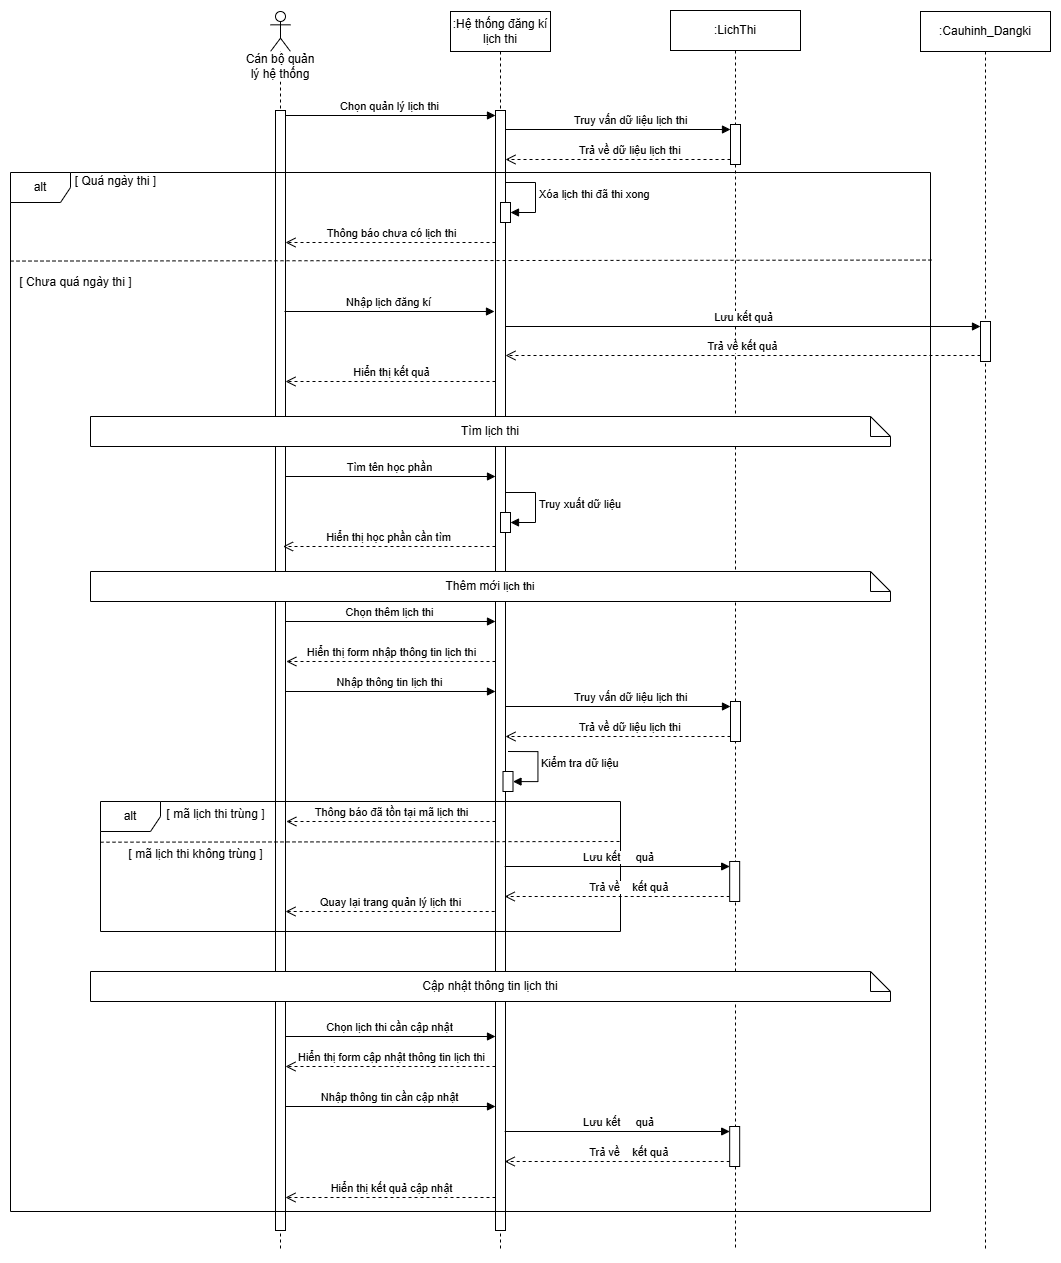 Cán bộ quản
lý hệ thống
:Hệ thống đăng kí
lịch thi
:LichThi
:Cauhinh_Dangki
Chọn quản lý lịch thi
Truy vấn dữ liệu lịch thi
Trả về dữ liệu lịch thi
alt
[ Quá ngày thi ]
Xóa lịch thi đã thi xong
Thông báo chưa có lịch thi
[ Chưa quá ngày thi ]
Nhập lịch đăng kí
Lưu kết quả
Trả về kết quả
Hiển thị kết quả
Tìm lịch thi
Tìm tên học phần
Truy xuất dữ liệu
Hiển thị học phần cần tìm
Thêm mới lịch thi
Chọn thêm lịch thi
Hiển thị form nhập thông tin lịch thi
Nhập thông tin lịch thi
Truy vấn dữ liệu lịch thi
Trả về dữ liệu lịch thi
Kiểm tra dữ liệu
alt
[ mã lịch thi trùng ]
Thông báo đã tồn tại mã lịch thi
[ mã lịch thi không trùng ]
Lưu kết quả
Trả về kết quả
Quay lại trang quản lý lịch thi
Cập nhật thông tin lịch thi
Chọn lịch thi cần cập nhật
Hiển thị form cập nhật thông tin lịch thi
Nhập thông tin cần cập nhật
Lưu kết quả
Trả về kết quả
Hiển thị kết quả cập nhật